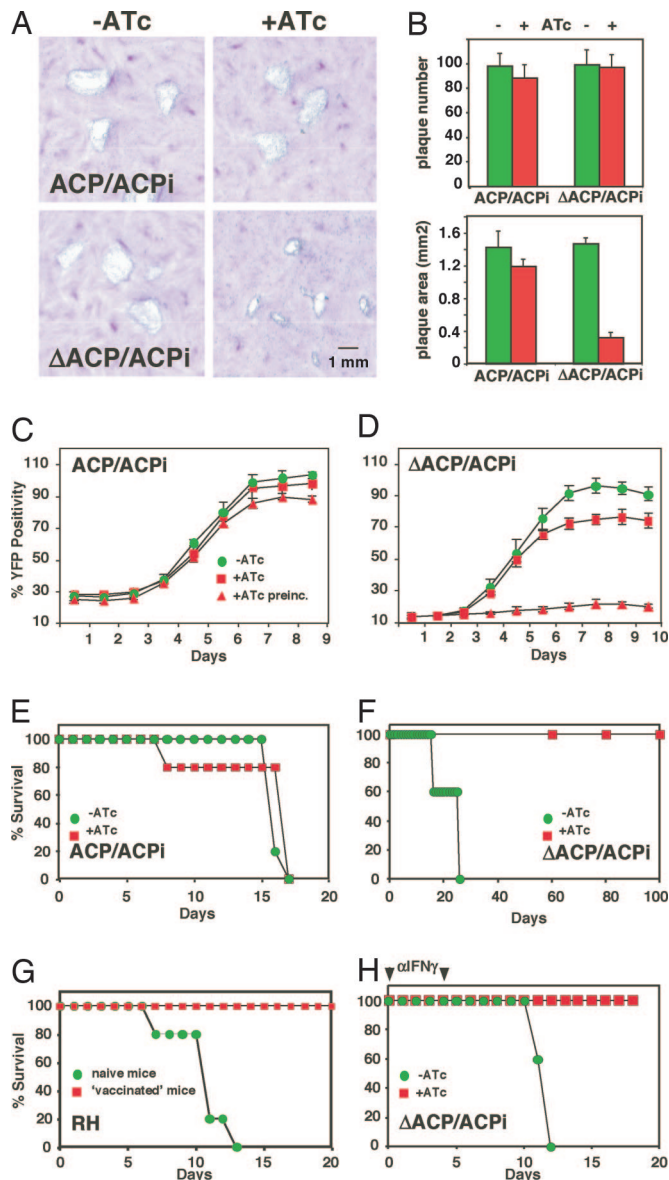 A
-ATc
+ATc
ACP/ACPi
ΔACP/ACPi
1 mm
B
- + ATc - +
plaque number
100
80
60
40
20
0
ACP/ACPi
ΔACP/ACPi
plaque area (mm2)
1.6
1.2
0.8
0.4
0
ACP/ACPi
ΔACP/ACPi
C
ACP/ACPi
% YFP Positivity
110
90
70
50
30
10
-ATc
+ATc
+ATc preinc.
1 2 3 4 5 6 7 8 9
Days
D
ΔACP/ACPi
110
90
70
50
30
10
1 2 3 4 5 6 7 8 9 10
Days
E
% Survival
100
80
60
40
20
0
-ATc
+ATc
ACP/ACPi
0 5 10 15 20
Days
F
100
80
60
40
20
0
-ATc
+ATc
ΔACP/ACPi
0 20 40 60 80 100
Days
G
% Survival
100
80
60
40
20
0
naive mice
'vaccinated' mice
RH
0 5 10 15 20
Days
H
αIFNγ
100
80
60
40
20
0
-ATc
+ATc
ΔACP/ACPi
0 5 10 15 20
Days